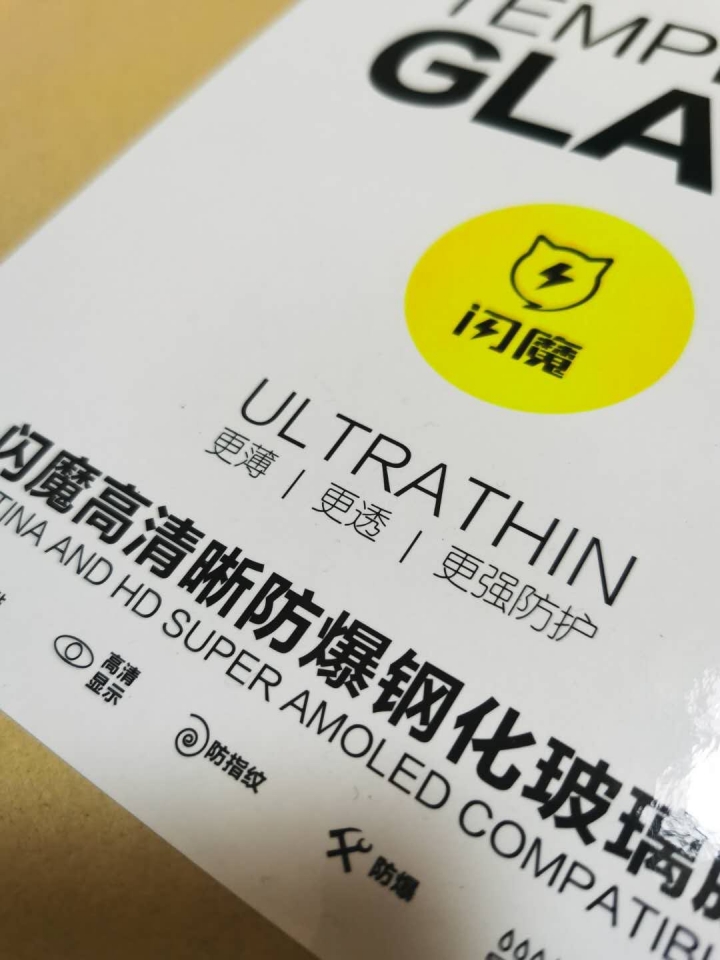 TEMP
GLA
闪魔
ULTRATHIN
更薄 | 更透 | 更强防护
闪魔高清晰防爆钢化玻璃膜
TINA AND HD SUPER AMOLED COMPATIBL
高清
显示
防指纹
防爆